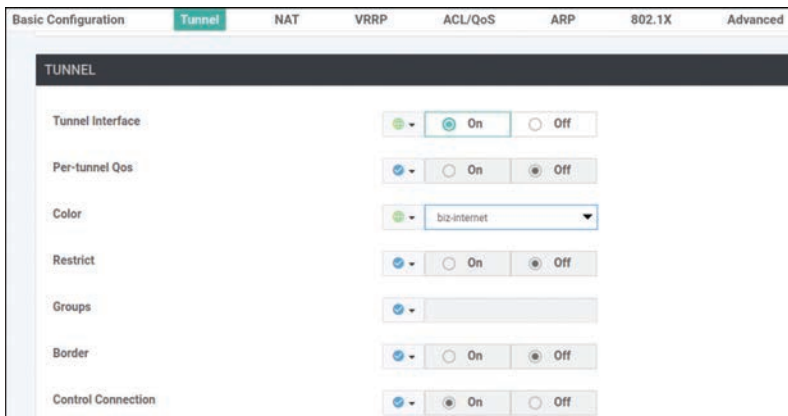 Basic Configuration Tunnel NAT VRRP ACL/QoS ARP 802.1X Advanced
TUNNEL
Tunnel Interface On Off
Per-tunnel Qos On Off
Color biz-internet
Restrict On Off
Groups
Border On Off
Control Connection On Off